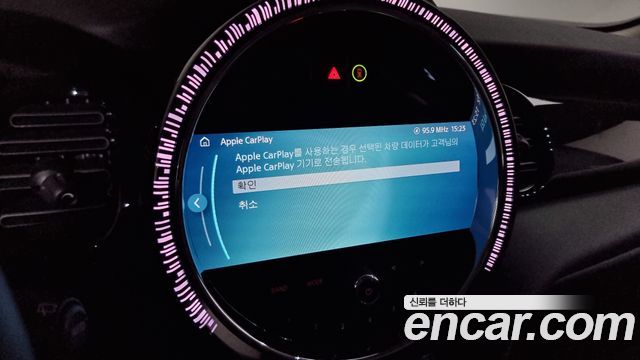 Apple CarPlay
95.9 MHz 15:23
Apple CarPlay를 사용하는 경우 선택된 차량 데이터가 고객님의
Apple CarPlay 기기로 전송됩니다.
확인
취소
BAND
MODE
신뢰를 더하다
encar.com